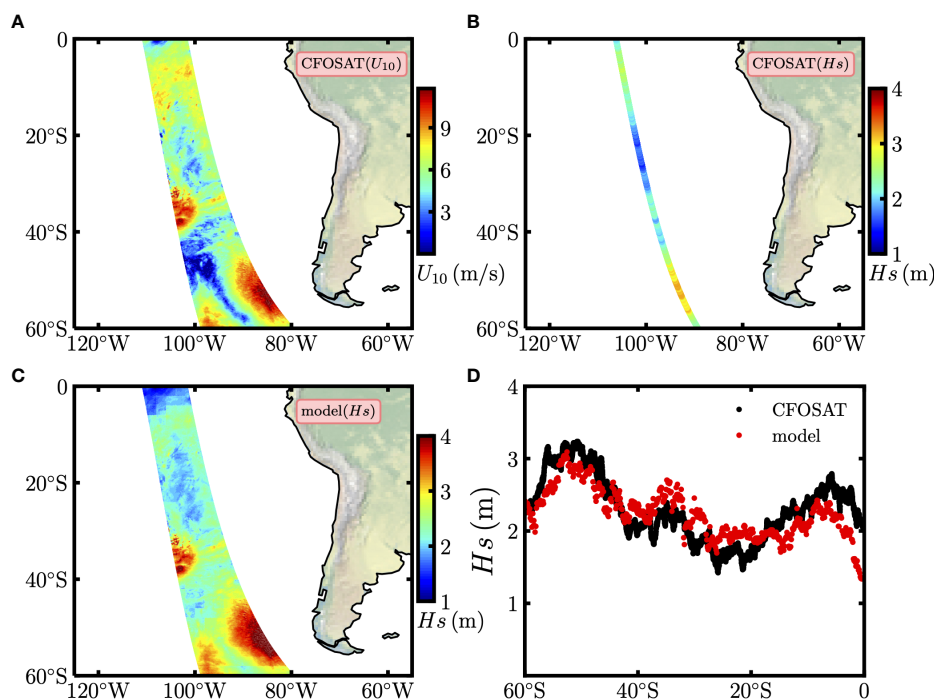 A
0
20°S
40°S
60°S
120°W
100°W
80°W
60°W
CFOSAT(U10)
9
6
3
U10 (m/s)
B
0
20°S
40°S
60°S
120°W
100°W
80°W
60°W
CFOSAT(Hs)
4
3
2
1
Hs (m)
C
0
20°S
40°S
60°S
120°W
100°W
80°W
60°W
model(Hs)
4
3
2
1
Hs (m)
D
4
3
2
1
Hs (m)
CFOSAT
model
60°S
40°S
20°S
0